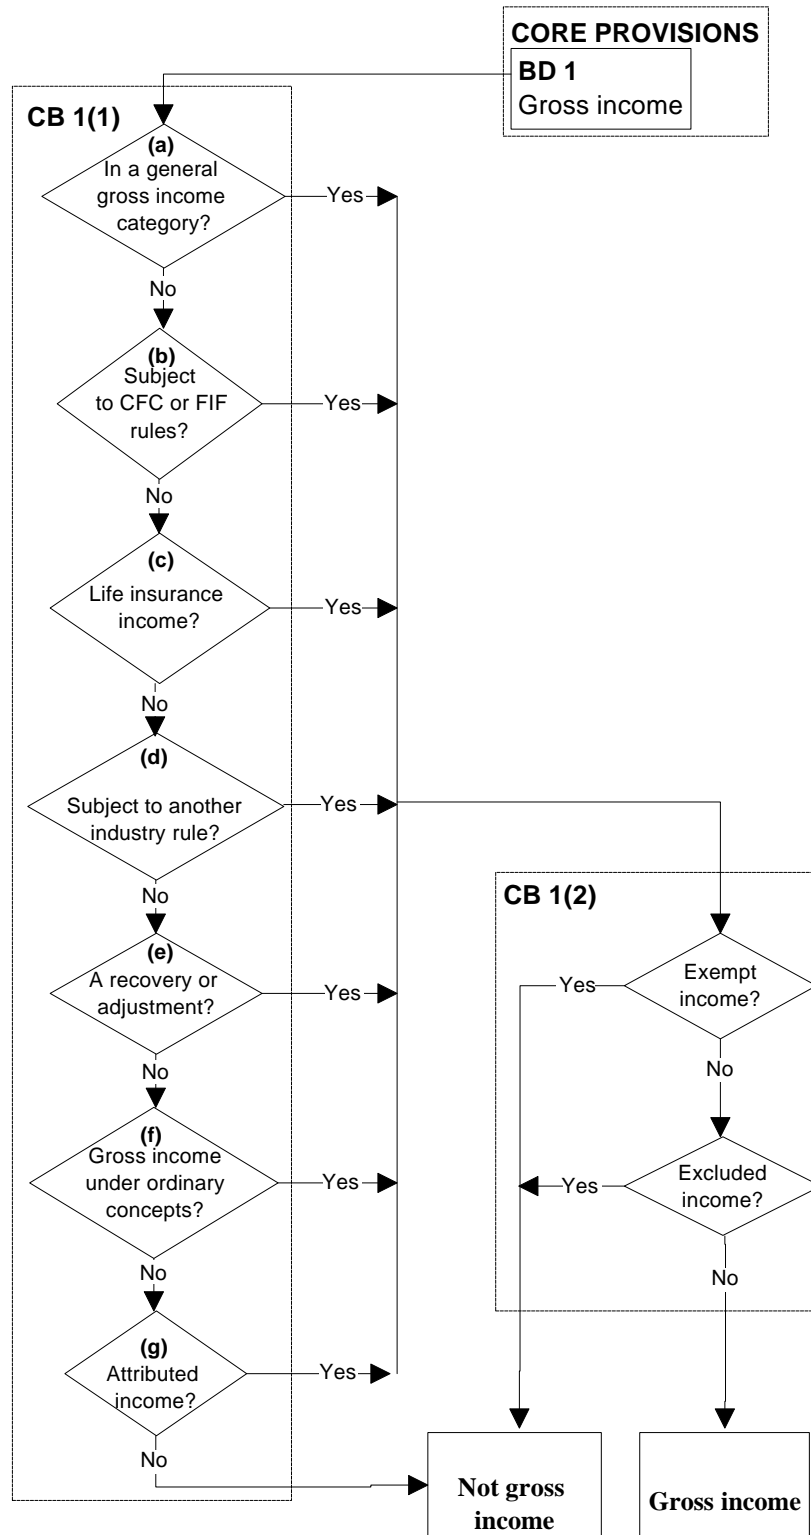 CORE PROVISIONS
BD 1
Gross income
CB 1(1)
(a)
In a general
gross income
category?
Yes
No
(b)
Subject
to CFC or FIF
rules?
Yes
No
(c)
Life insurance
income?
Yes
No
(d)
Subject to another
industry rule?
Yes
No
(e)
A recovery or
adjustment?
Yes
No
(f)
Gross income
under ordinary
concepts?
Yes
No
(g)
Attributed
income?
Yes
No
CB 1(2)
Exempt
income?
Yes
No
Excluded
income?
Yes
No
Not gross
income
Gross income